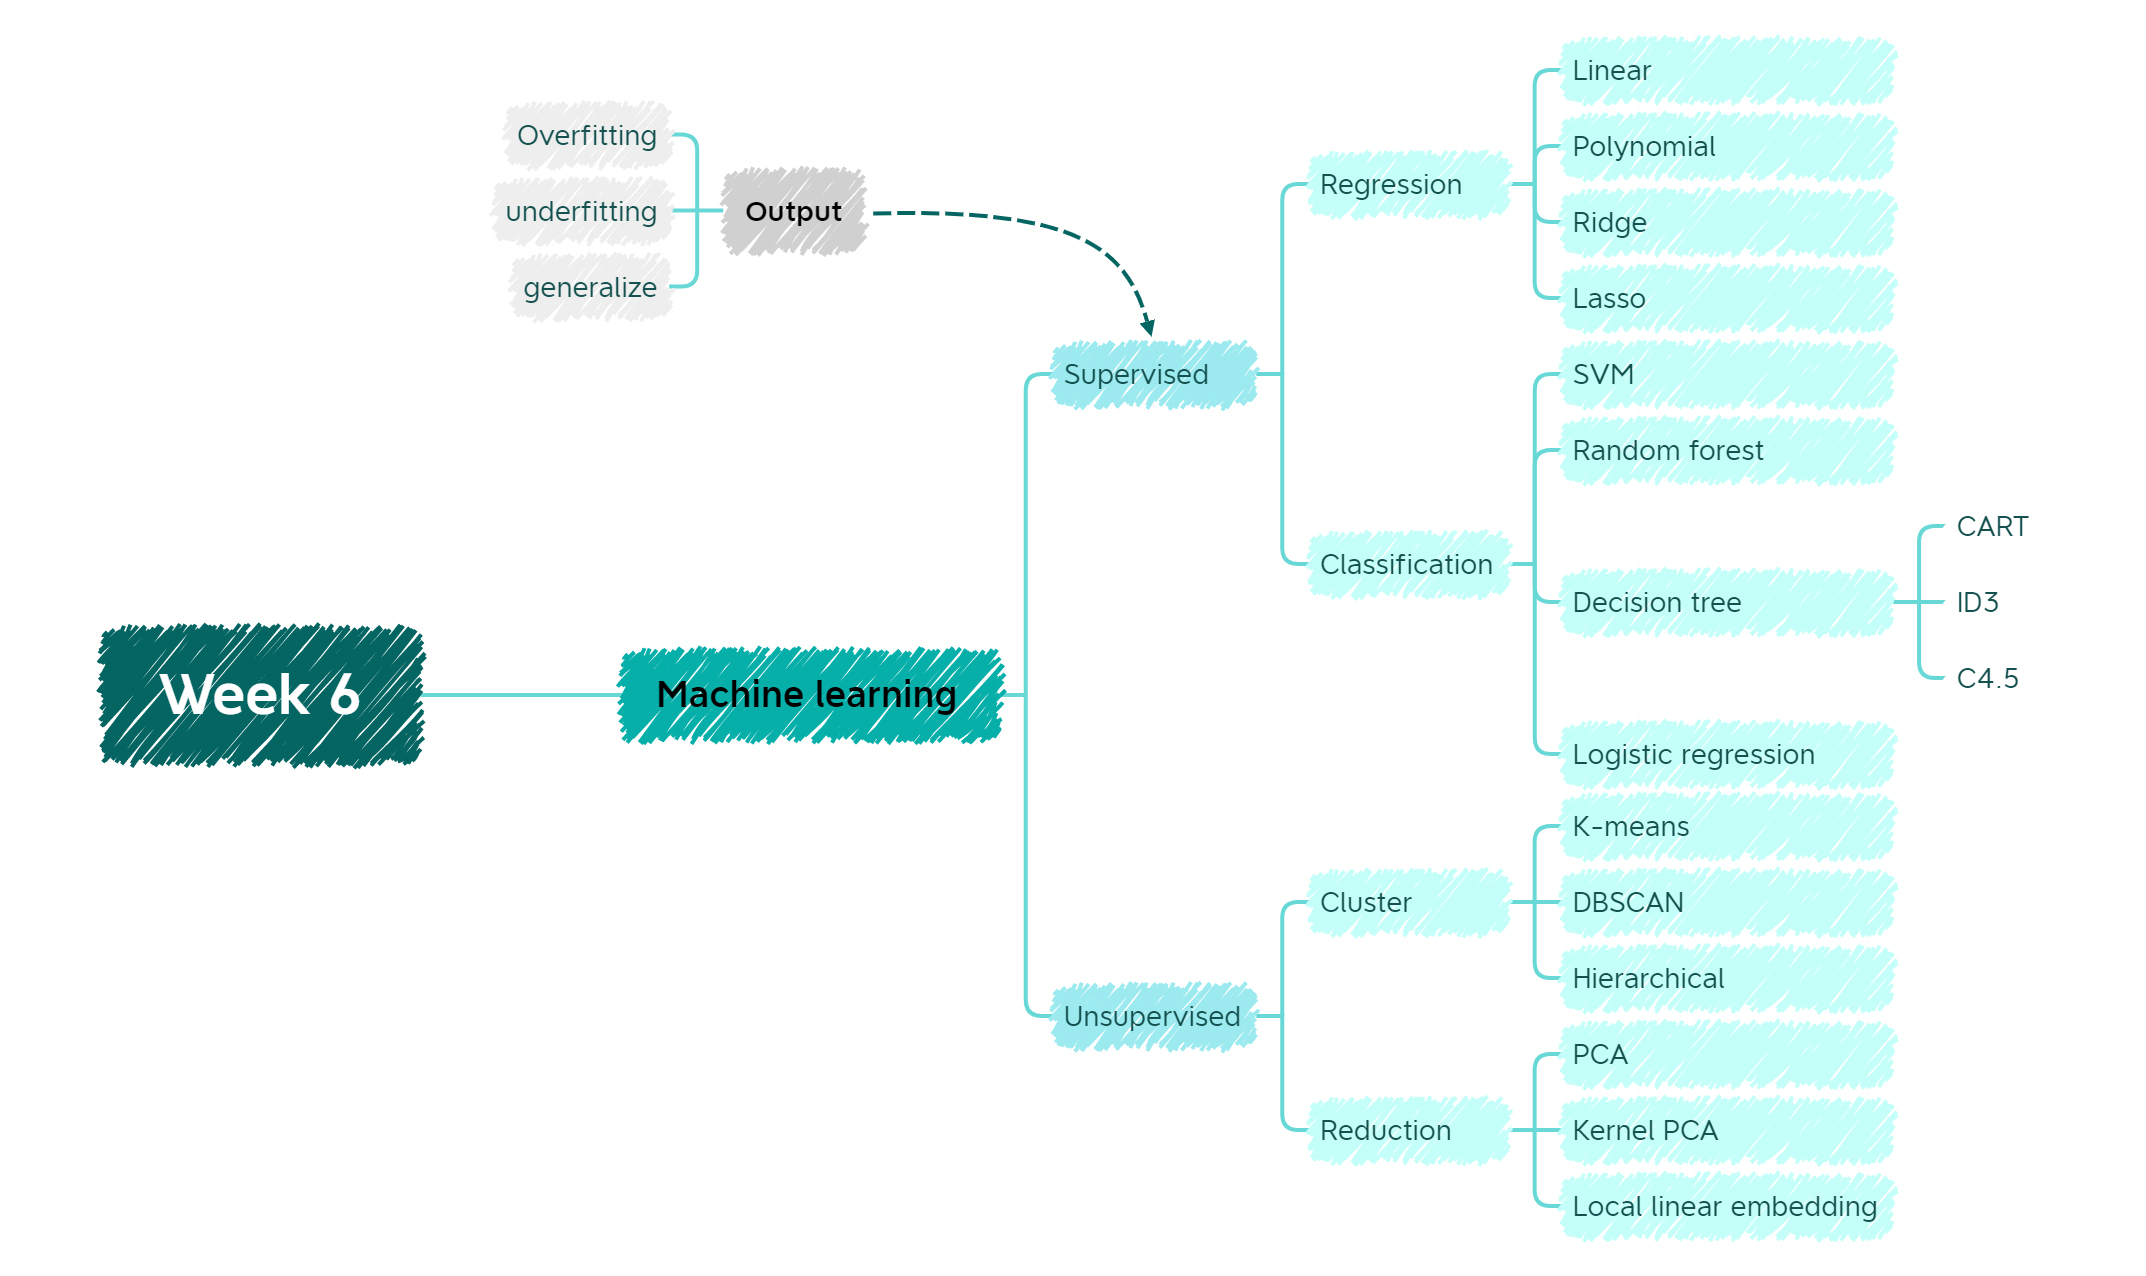 Week 6
Machine learning
Output
Overfitting
underfitting
generalize
Supervised
Regression
Linear
Polynomial
Ridge
Lasso
Classification
SVM
Random forest
Decision tree
CART
ID3
C4.5
Logistic regression
Unsupervised
Cluster
K-means
DBSCAN
Hierarchical
Reduction
PCA
Kernel PCA
Local linear embedding